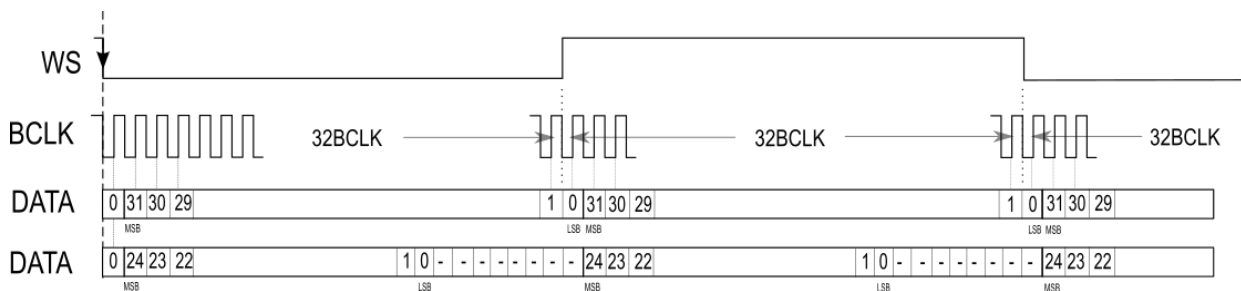 WS
BCLK 32BCLK 32BCLK 32BCLK
DATA 0 31 30 29 1 0 31 30 29 1 0 31 30 29
MSB LSB MSB LSB MSB
DATA 0 24 23 22 1 0 - - - - - - - 24 23 22 1 0 - - - - - - - 24 23 22
MSB LSB MSB LSB MSB